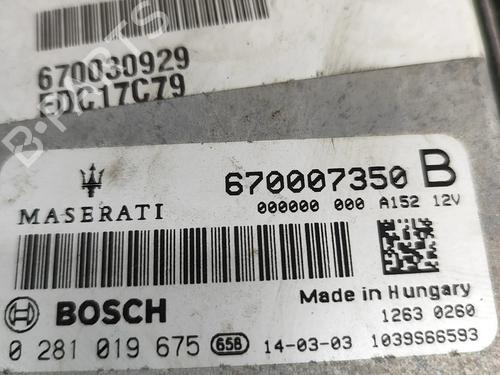 670030929
EDC17C79
B-PARTS
670007350 B
000000 000 A152 12V
MASERATI
Made in Hungary
BOSCH
1263 0260
0 281 019 675 658 14-03-03 1039S66593